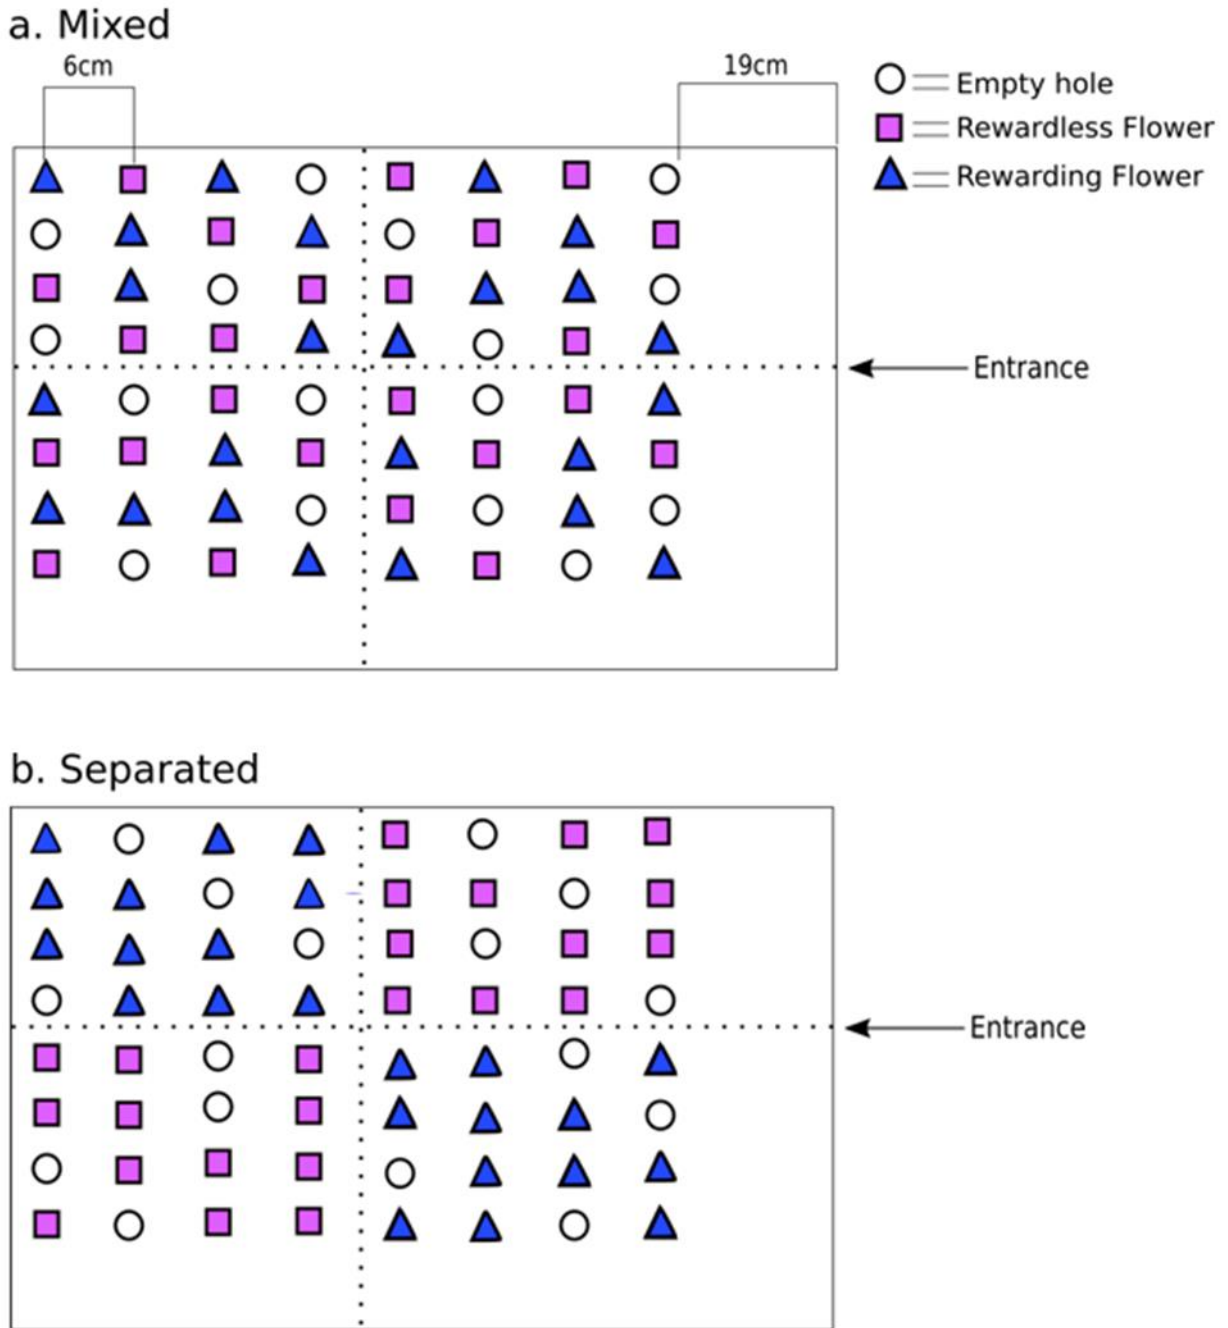 a. Mixed
6cm
19cm
Empty hole
Rewardless Flower
Rewarding Flower
Entrance
b. Separated
Entrance